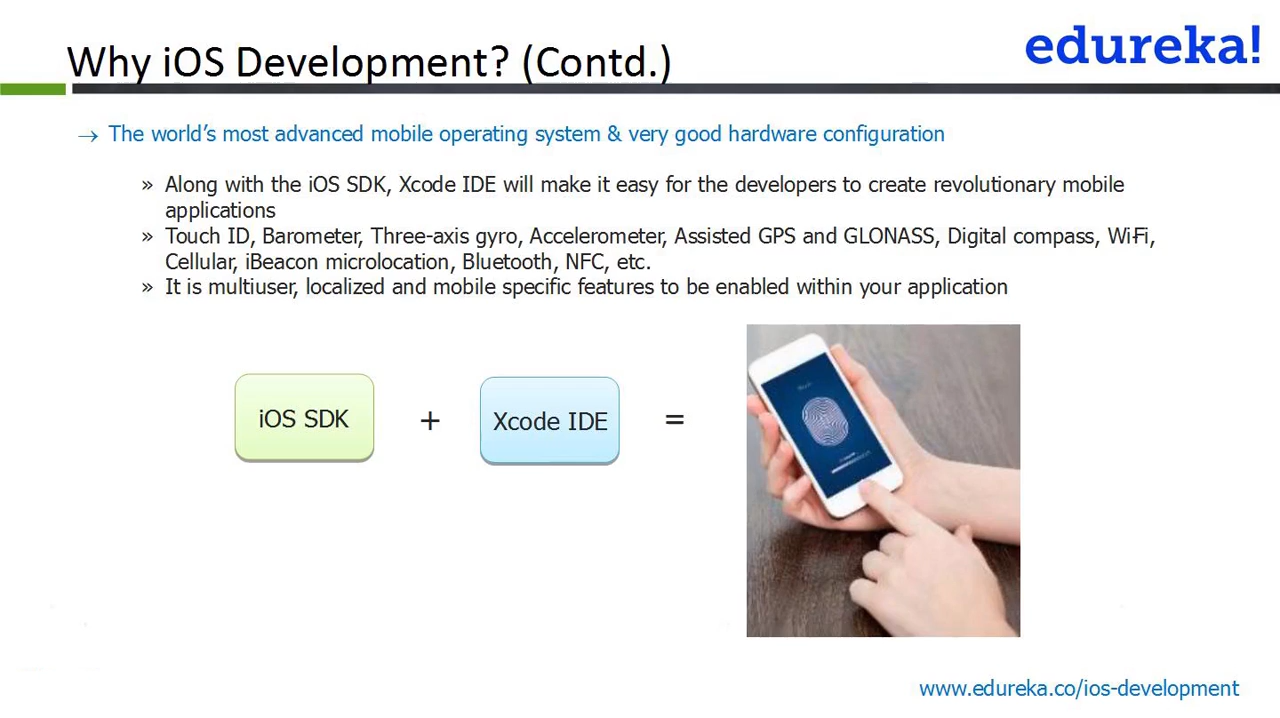 Why iOS Development? (Contd.)
edureka!
→ The world's most advanced mobile operating system & very good hardware configuration
» Along with the iOS SDK, Xcode IDE will make it easy for the developers to create revolutionary mobile
applications
» Touch ID, Barometer, Three-axis gyro, Accelerometer, Assisted GPS and GLONASS, Digital compass, WiFi,
Cellular, iBeacon microlocation, Bluetooth, NFC, etc.
» It is multiuser, localized and mobile specific features to be enabled within your application
iOS SDK + Xcode IDE =
www.edureka.co/ios-development